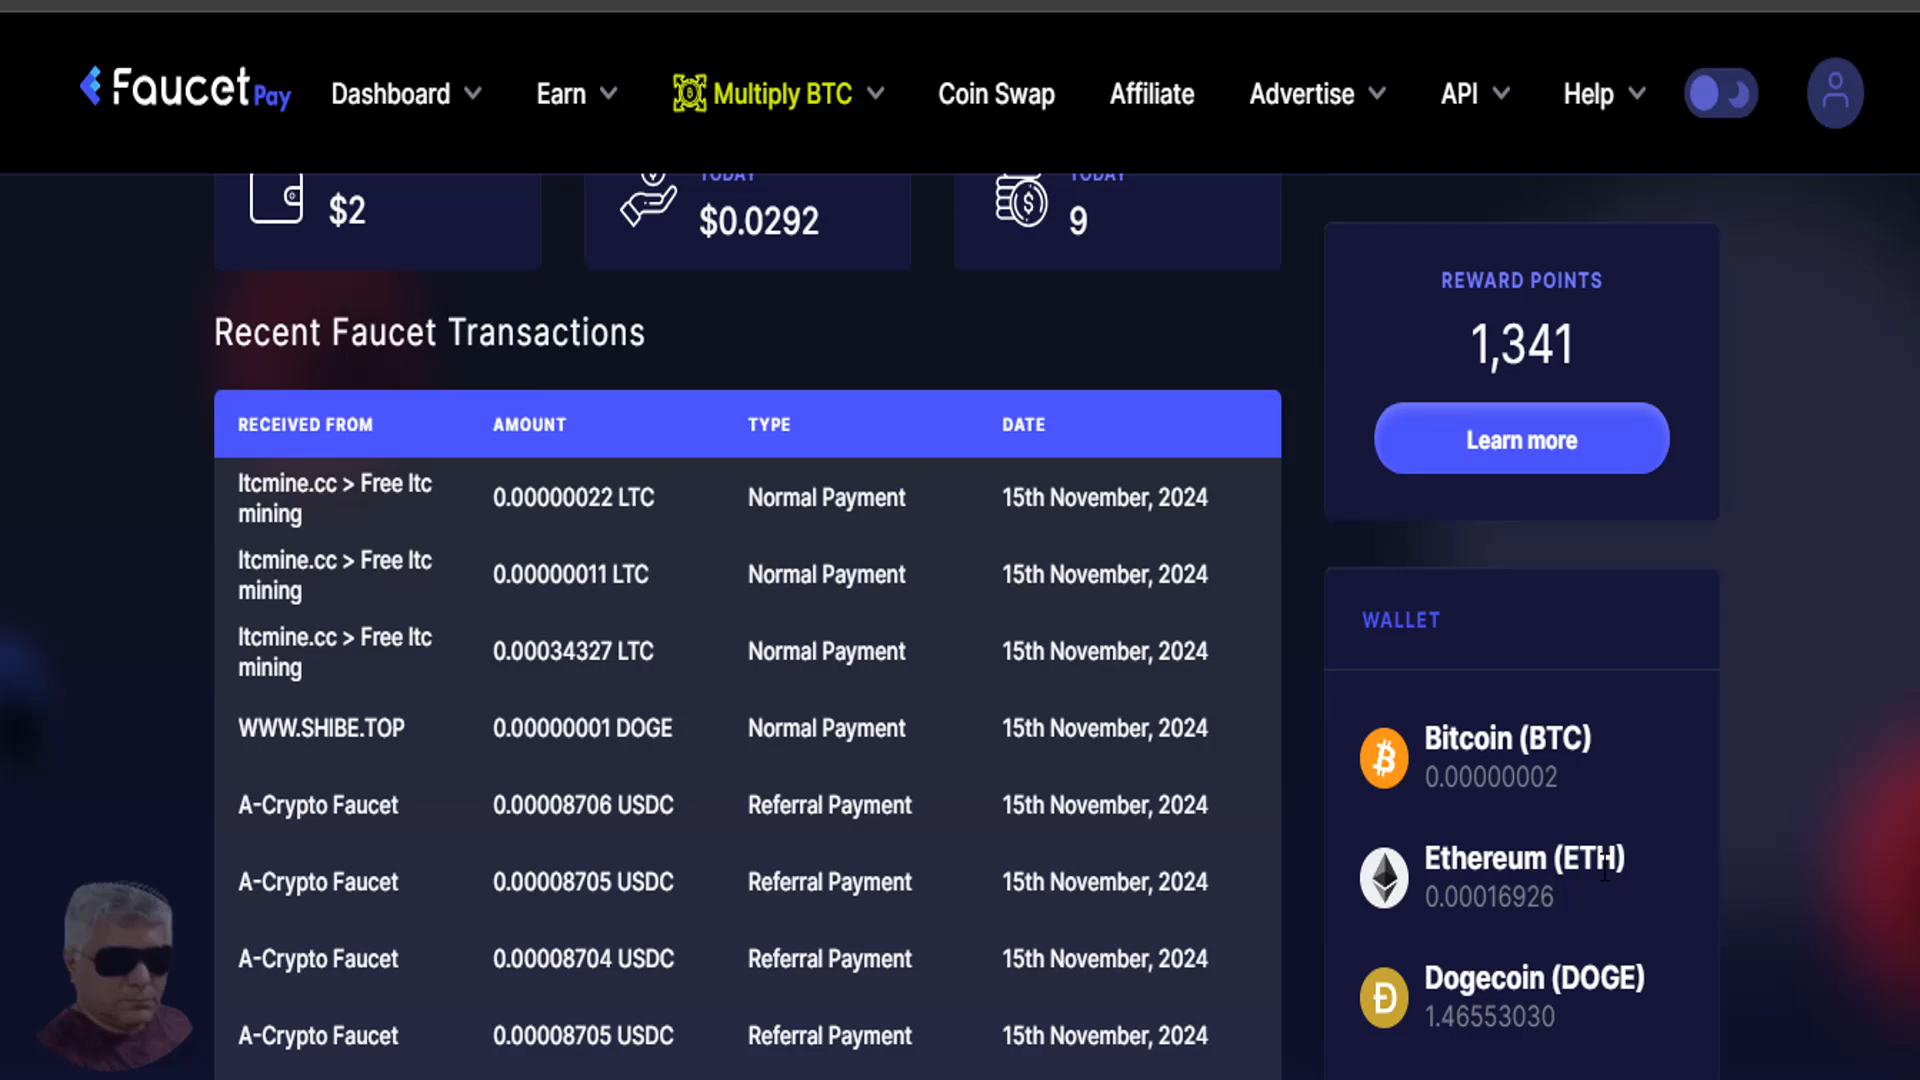 FaucetPay
Dashboard
Earn
Multiply BTC
Coin Swap
Affiliate
Advertise
API
Help
$2
TODAY
$0.0292
TODAY
9
Recent Faucet Transactions
RECEIVED FROM AMOUNT TYPE DATE
ltcmine.cc > Free ltc
mining
0.00000022 LTC Normal Payment 15th November, 2024
ltcmine.cc > Free ltc
mining
0.00000011 LTC Normal Payment 15th November, 2024
ltcmine.cc > Free ltc
mining
0.00034327 LTC Normal Payment 15th November, 2024
WWW.SHIBE.TOP 0.00000001 DOGE Normal Payment 15th November, 2024
A-Crypto Faucet 0.00008706 USDC Referral Payment 15th November, 2024
A-Crypto Faucet 0.00008705 USDC Referral Payment 15th November, 2024
A-Crypto Faucet 0.00008704 USDC Referral Payment 15th November, 2024
A-Crypto Faucet 0.00008705 USDC Referral Payment 15th November, 2024
REWARD POINTS
1,341
Learn more
WALLET
Bitcoin (BTC)
0.00000002
Ethereum (ETH)
0.00016926
Dogecoin (DOGE)
1.46553030